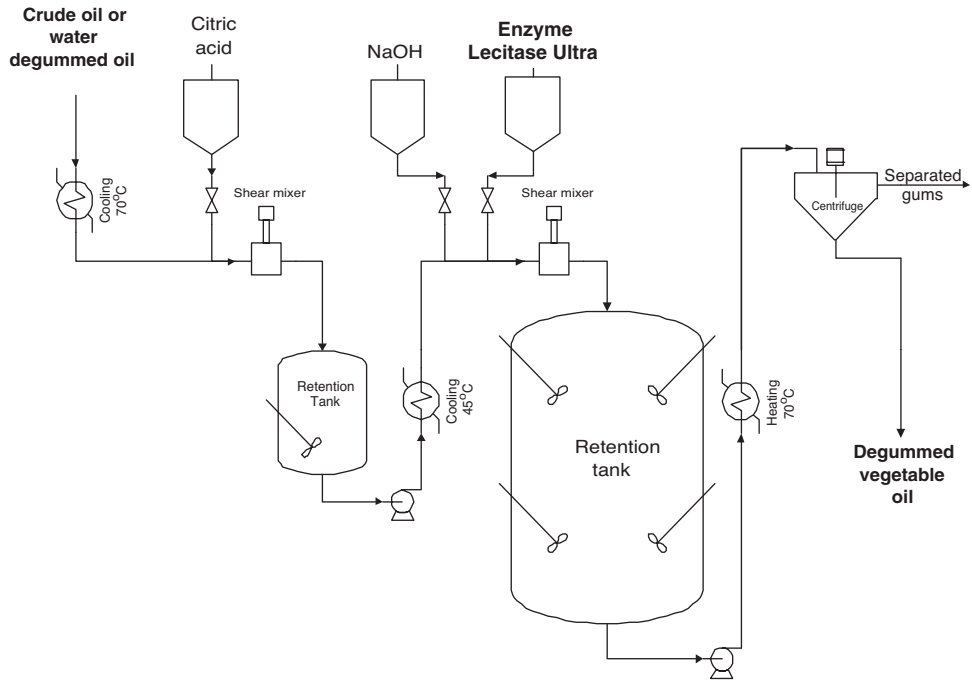 Crude oil or
water
degummed oil
Citric
acid
NaOH
Enzyme
Lecitase Ultra
Cooling
70°C
Shear mixer
Shear mixer
Centrifuge
Separated
gums
Retention
Tank
Cooling
45°C
Retention
tank
Heating
70°C
Degummed
vegetable
oil